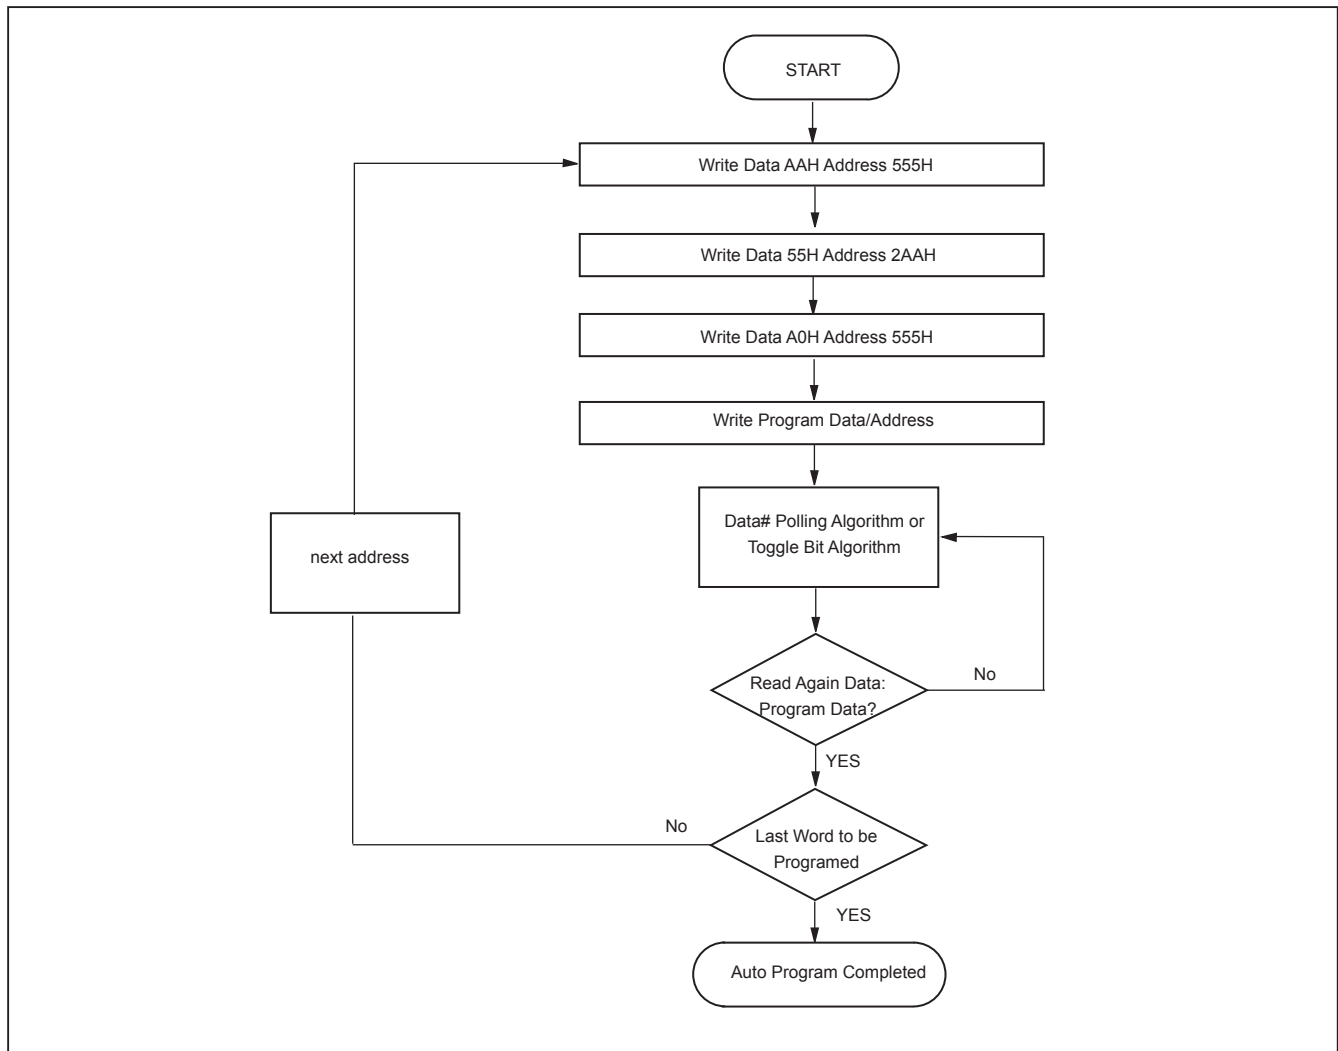 START
Write Data AAH Address 555H
Write Data 55H Address 2AAH
Write Data A0H Address 555H
Write Program Data/Address
Data# Polling Algorithm or
Toggle Bit Algorithm
next address
Read Again Data:
Program Data?
No
YES
No
Last Word to be
Programed
YES
Auto Program Completed